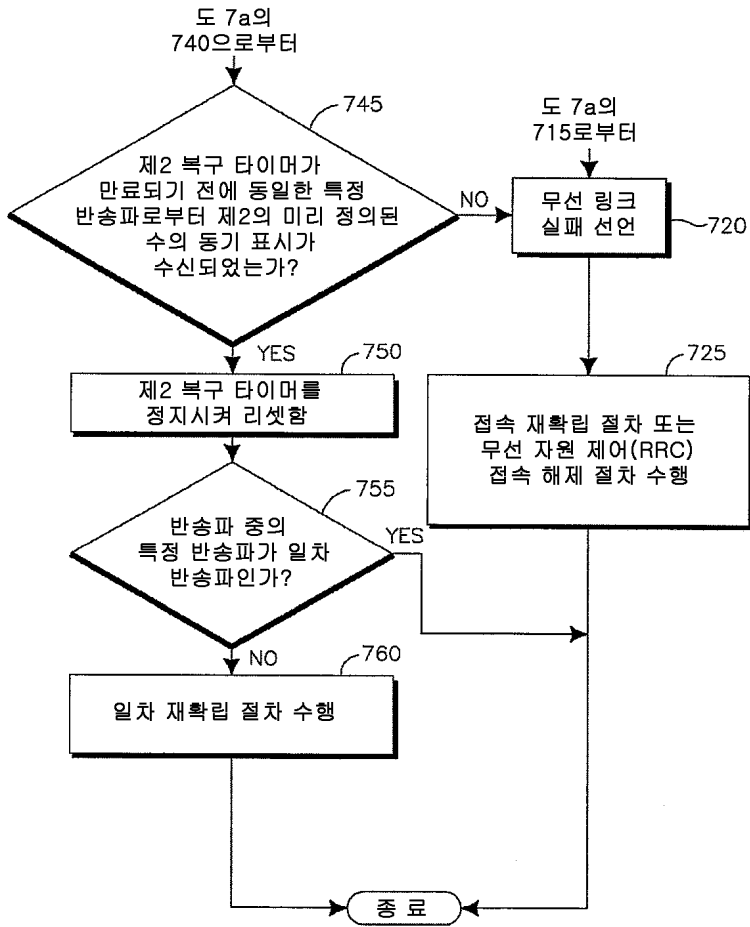 도 7a의
740으로부터
745
제2 복구 타이머가
만료되기 전에 동일한 특정
반송파로부터 제2의 미리 정의된
수의 동기 표시가
수신되었는가?
NO
도 7a의
715로부터
무선 링크
실패 선언
720
YES
750
제2 복구 타이머를
정지시켜 리셋함
725
접속 재확립 절차 또는
무선 자원 제어(RRC)
접속 해제 절차 수행
755
반송파 중의
특정 반송파가 일차
반송파인가?
YES
NO
760
일차 재확립 절차 수행
종 료